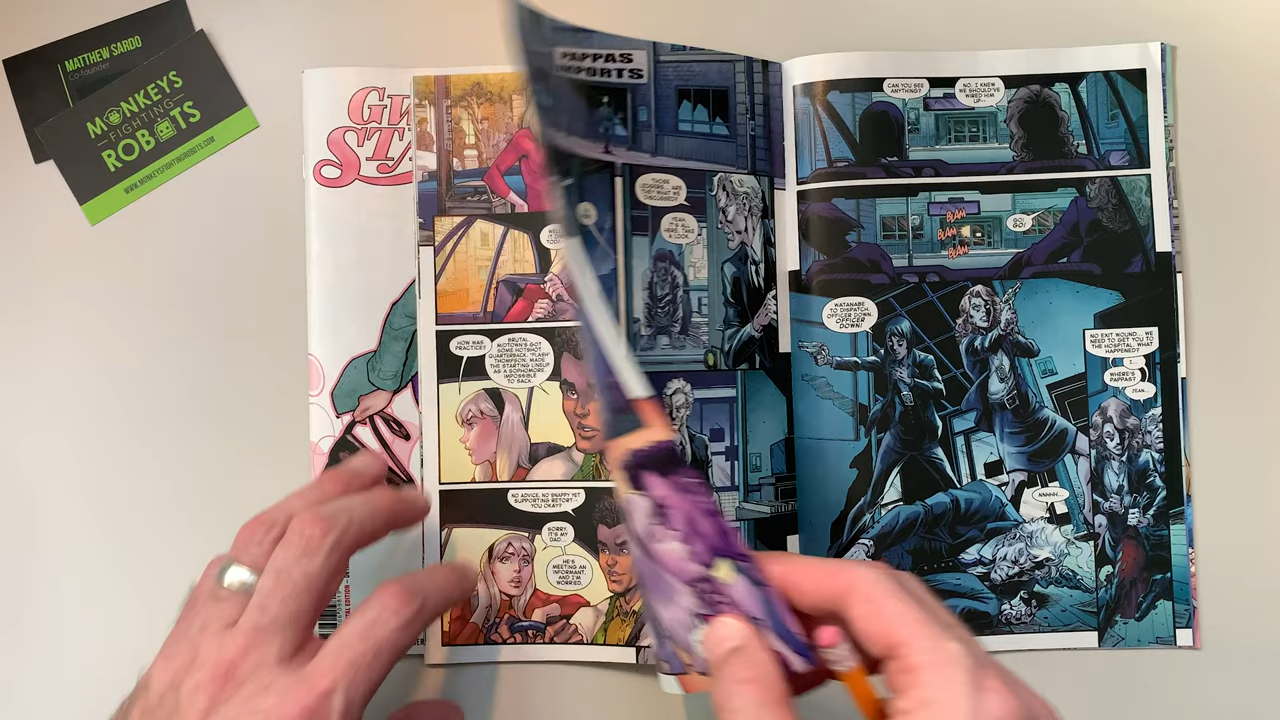 MATTHEW SARDO
Co-founder
MONKEYS
FIGHTING
ROBOTS
WWW.MONKEYSFIGHTINGROBOTS.COM
HOW WAS
PRACTICE?
BRUTAL.
MIDTOWN'S GOT
SOME HOTSHOT
QUARTERBACK, "FLASH"
THOMPSON. MADE
THE STARTING LINEUP
AS A SOPHOMORE.
IMPOSSIBLE
TO SACK.
NO ADVICE. NO SNAPPY YET
SUPPORTING RETORT--
YOU OKAY?
SORRY.
IT'S MY
DAD...
HE'S
MEETING AN
INFORMANT,
AND I'M
WORRIED.
PAPPAS
IMPORTS
THOSE
LEDGERS... ARE
THEY WHAT WE
DISCUSSED?
YEAH.
IT'S ALL
HERE. TAKE
A LOOK.
CAN YOU SEE
ANYTHING?
NO. I KNEW
WE SHOULD'VE
WIRED HIM
UP--
BLAM
BLAM
BLAM
GO!
GO!
WATANABE
TO DISPATCH,
OFFICER DOWN.
OFFICER
DOWN!
NNHHH...
NO EXIT WOUND... WE
NEED TO GET YOU TO
THE HOSPITAL. WHAT
HAPPENED?
I...
WHERE'S
PAPPAS?
JEAN...